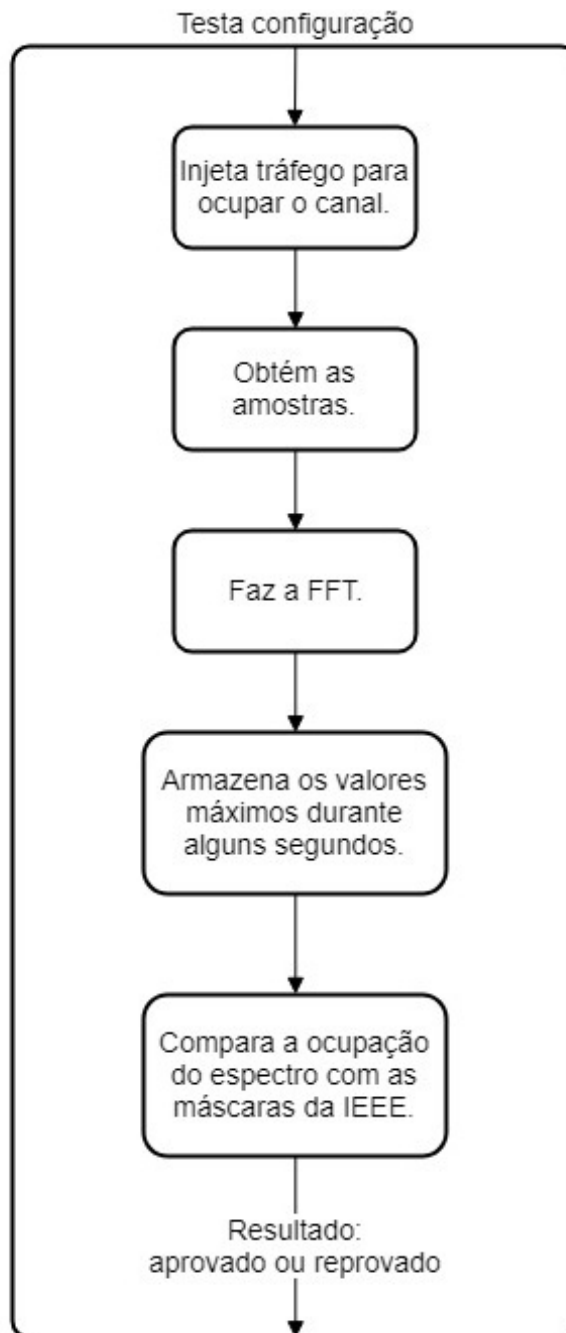 Testa configuração
Injeta tráfego para
ocupar o canal.
Obtém as
amostras.
Faz a FFT.
Armazena os valores
máximos durante
alguns segundos.
Compara a ocupação
do espectro com as
máscaras da IEEE.
Resultado:
aprovado ou reprovado